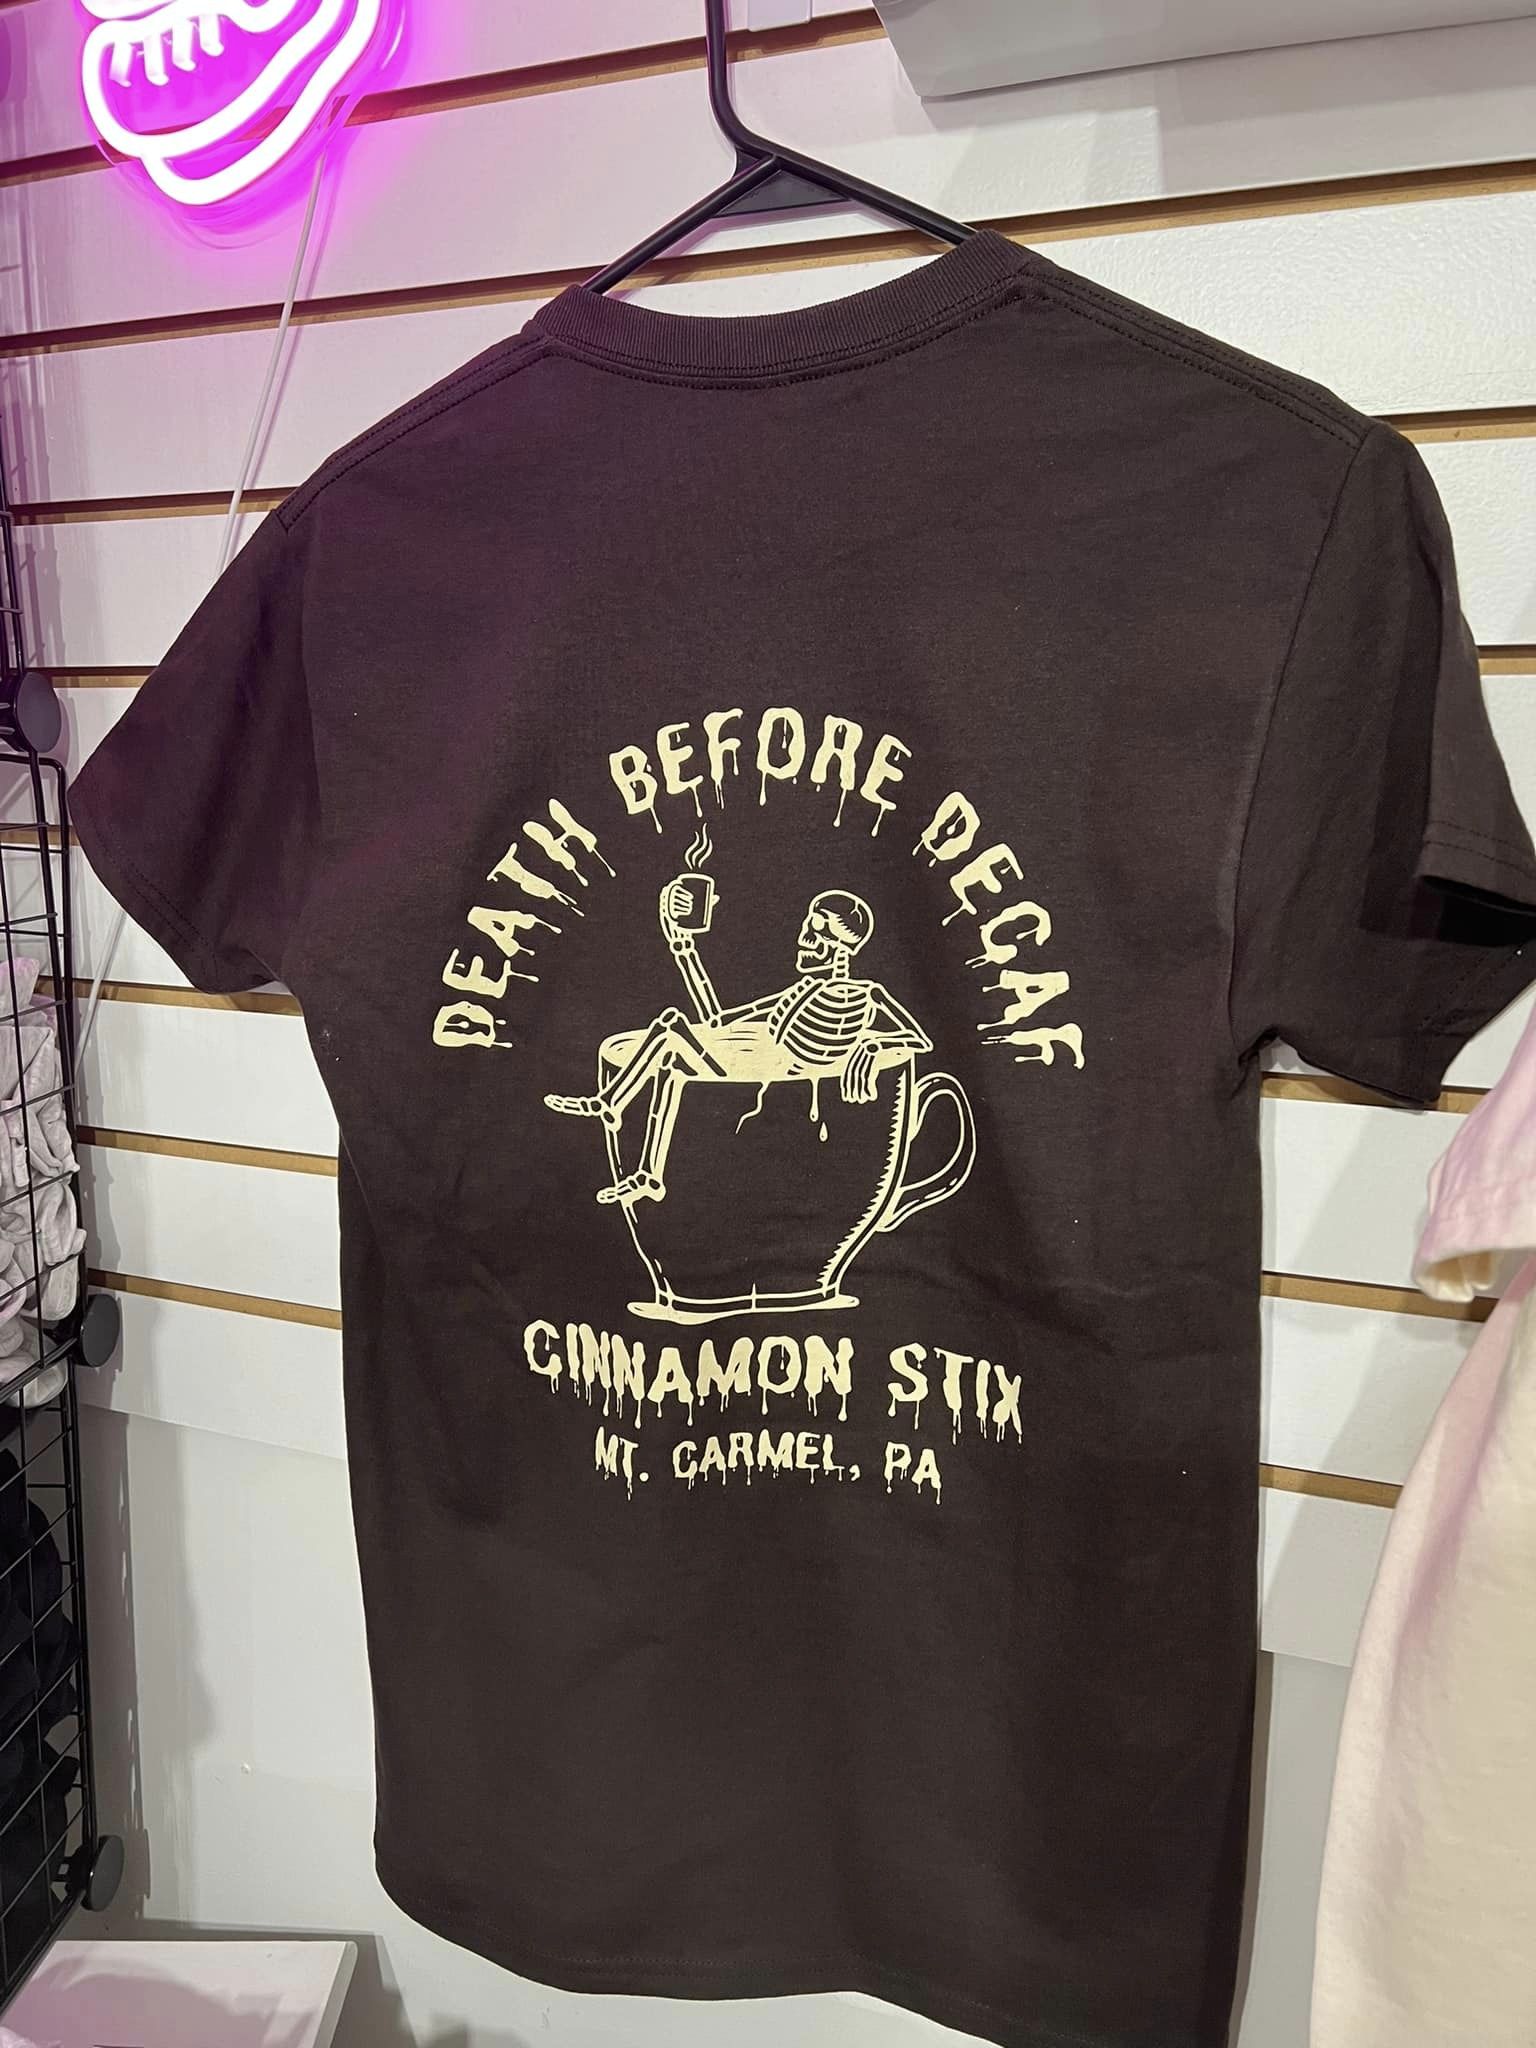 DEATH BEFORE DECAF
CINNAMON STIX
MT. CARMEL, PA